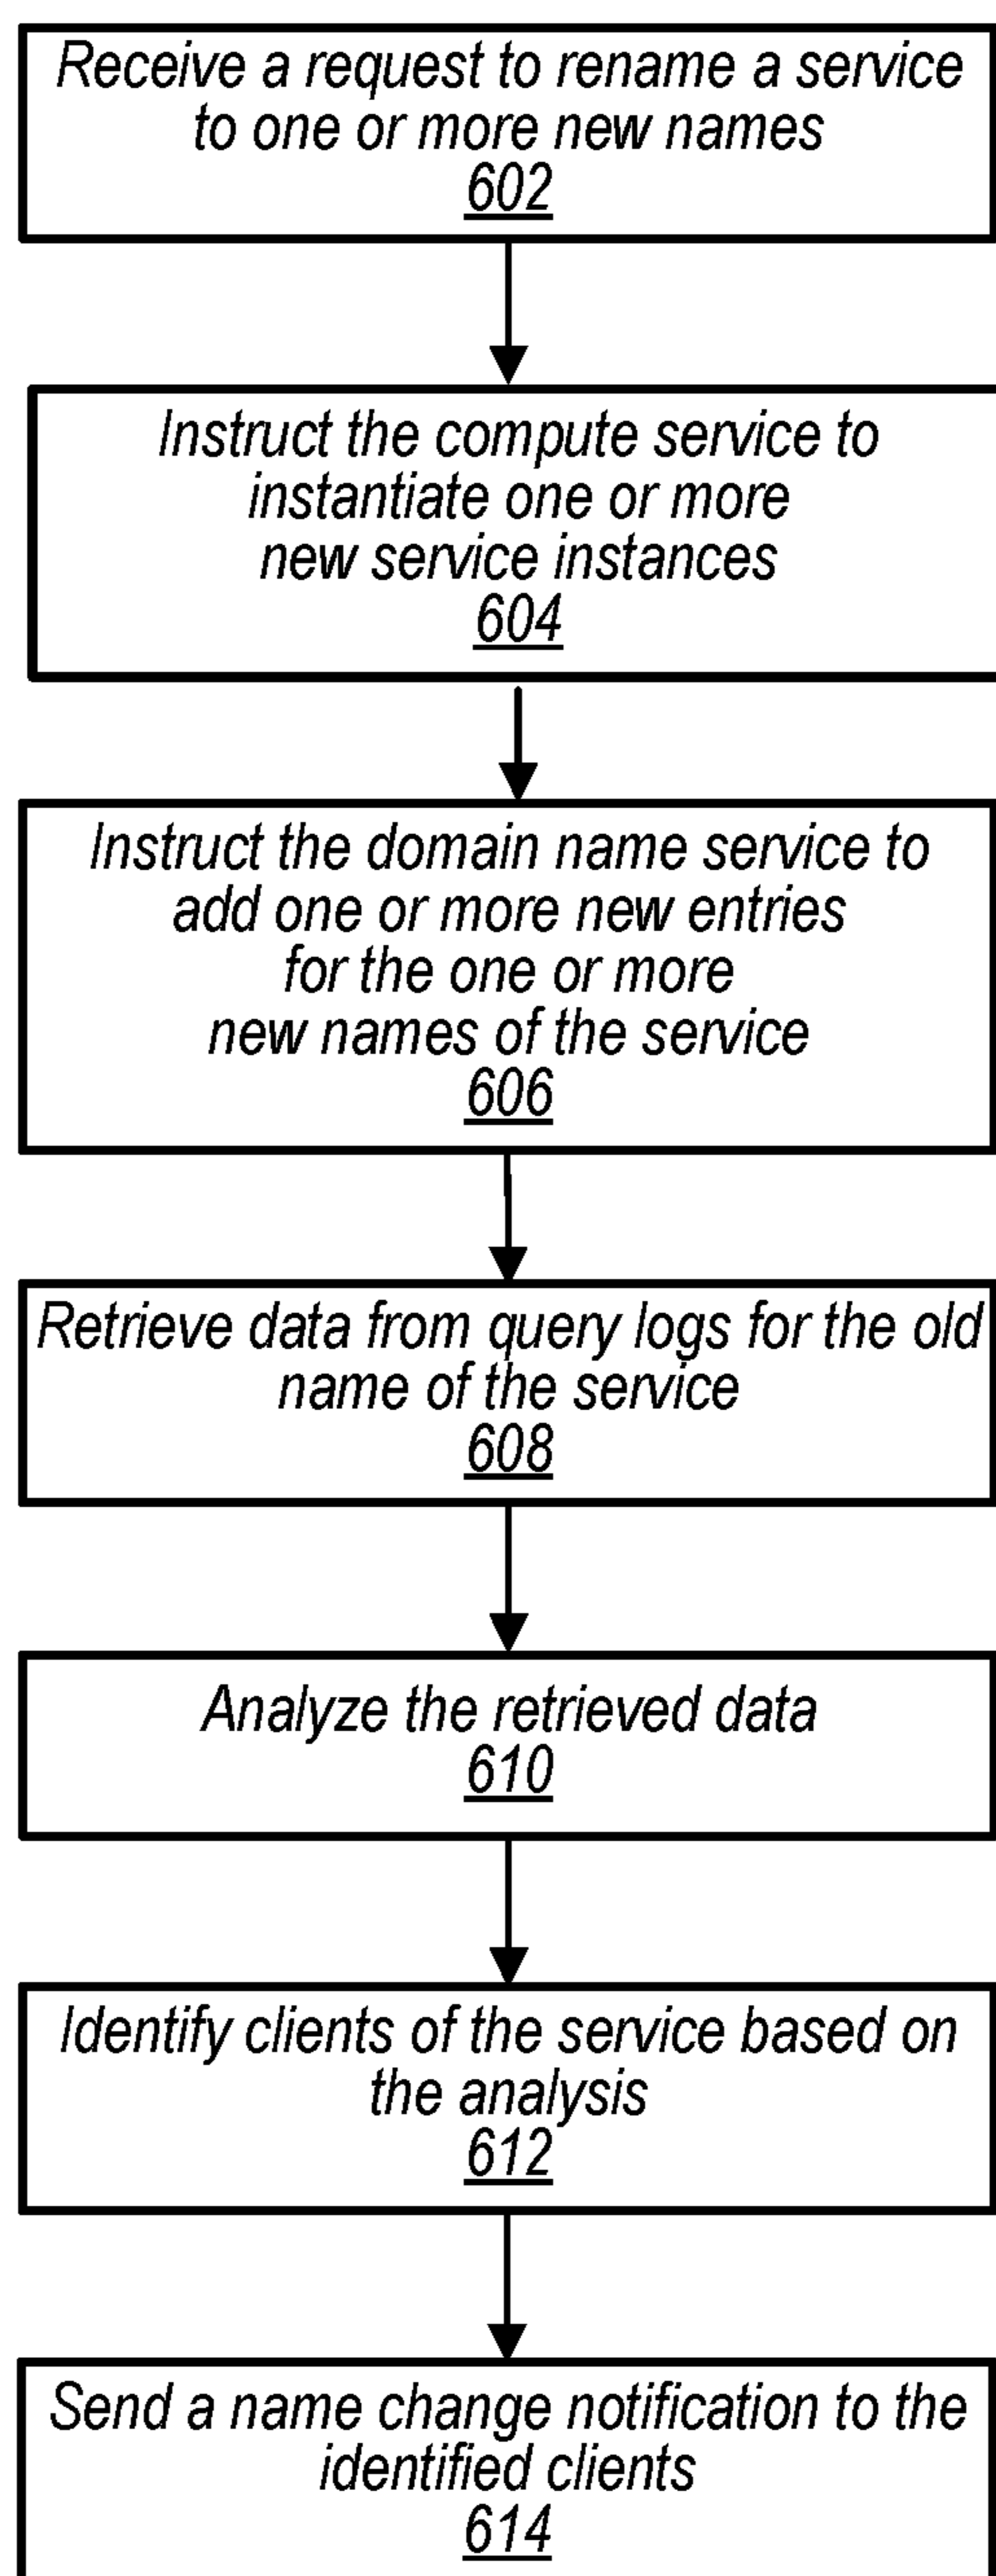 Receive a request to rename a service
to one or more new names
602
Instruct the compute service to
instantiate one or more
new service instances
604
Instruct the domain name service to
add one or more new entries
for the one or more
new names of the service
606
Retrieve data from query logs for the old
name of the service
608
Analyze the retrieved data
610
Identify clients of the service based on
the analysis
612
Send a name change notification to the
identified clients
614